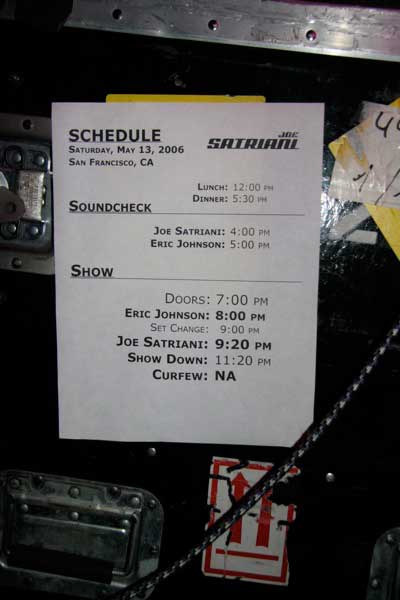 SCHEDULE
JOE SATRIANI
SATURDAY, MAY 13, 2006
SAN FRANCISCO, CA
LUNCH: 12:00 PM
DINNER: 5:30 PM
SOUNDCHECK
JOE SATRIANI: 4:00 PM
ERIC JOHNSON: 5:00 PM
SHOW
DOORS: 7:00 PM
ERIC JOHNSON: 8:00 PM
SET CHANGE: 9:00 PM
JOE SATRIANI: 9:20 PM
SHOW DOWN: 11:20 PM
CURFEW: NA